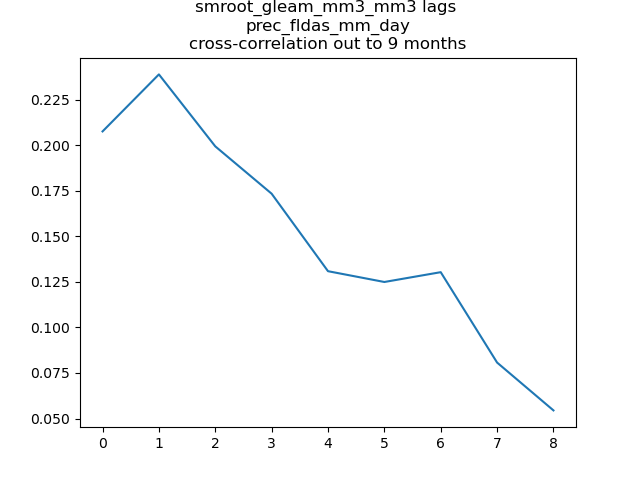 smroot_gleam_mm3_mm3 lags
prec_fldas_mm_day
cross-correlation out to 9 months
0.225
0.200
0.175
0.150
0.125
0.100
0.075
0.050
0 1 2 3 4 5 6 7 8